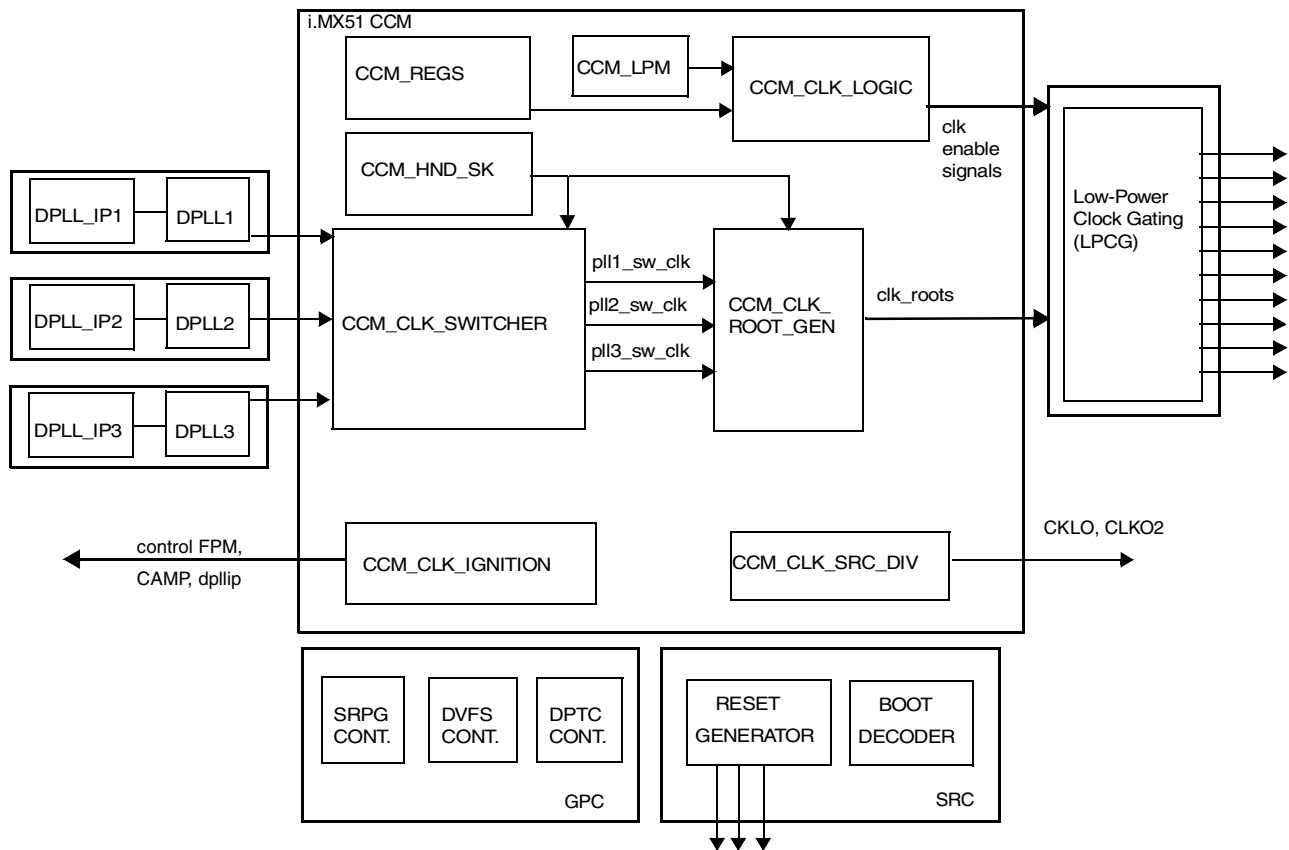 i.MX51 CCM
CCM_REGS
CCM_LPM
CCM_CLK_LOGIC
clk
enable
signals
CCM_HND_SK
DPLL_IP1
DPLL1
Low-Power
Clock Gating
(LPCG)
pll1_sw_clk
DPLL_IP2
DPLL2
CCM_CLK_SWITCHER
pll2_sw_clk
CCM_CLK_
ROOT_GEN
clk_roots
pll3_sw_clk
DPLL_IP3
DPLL3
control FPM,
CAMP, dpllip
CCM_CLK_IGNITION
CCM_CLK_SRC_DIV
CKLO, CLKO2
SRPG
CONT.
DVFS
CONT.
DPTC
CONT.
GPC
RESET
GENERATOR
BOOT
DECODER
SRC